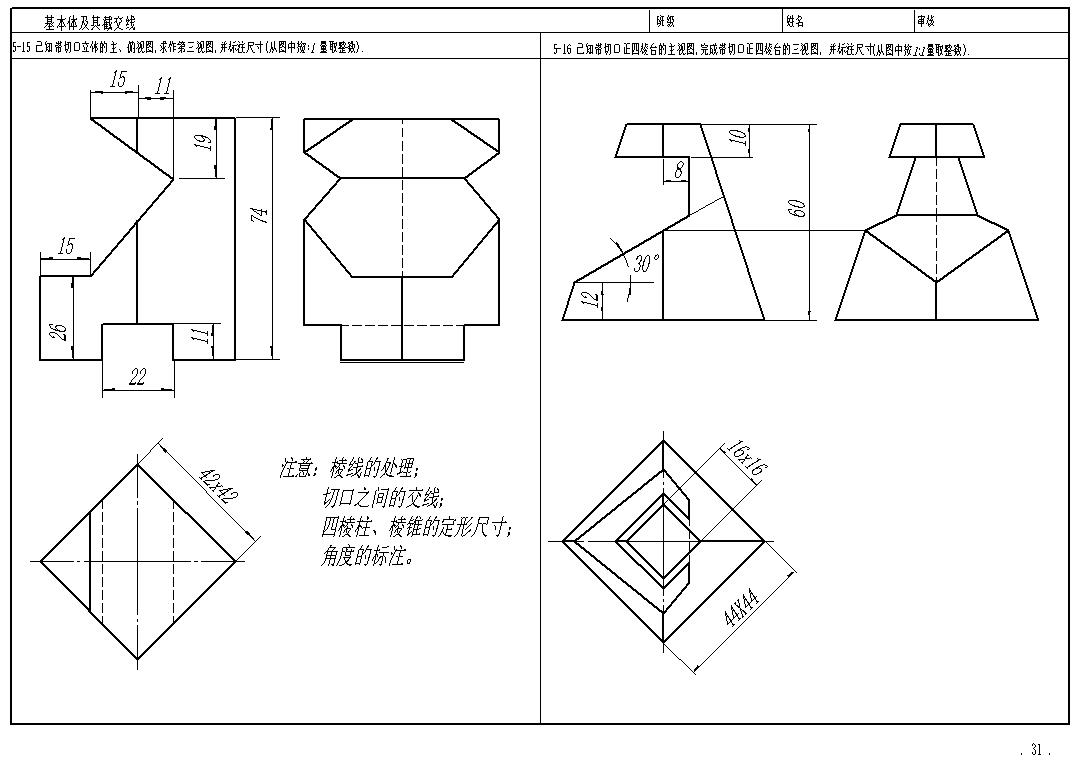 基本体及其截交线 班级 姓名 审核
5-15 已知带切口立体的主、俯视图,求作第三视图,并标注尺寸(从图中按:1 量取整数).
5-16 已知带切口正四棱台的主视图,完成带切口正四棱台的三视图, 并标注尺寸(从图中按1:1量取整数).
15
11
19
74
15
26
11
22
42x42
注意: 棱线的处理;
切口之间的交线;
四棱柱、棱锥的定形尺寸;
角度的标注。
10
8
60
30°
12
16x16
44X44
. 31 .